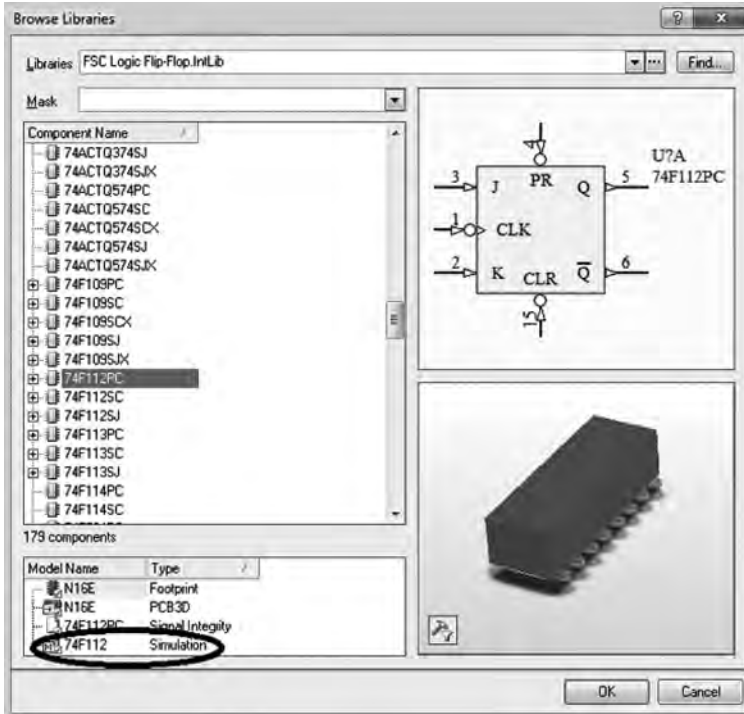 Browse Libraries
Libraries FSC Logic Flip-Flop.IntLib Find...
Mask
Component Name
74ACTQ374SJ
74ACTQ374SJX
74ACTQ574PC
74ACTQ574SC
74ACTQ574SCX
74ACTQ574SJ
74ACTQ574SJX
74F109PC
74F109SC
74F109SCX
74F109SJ
74F109SJX
74F112PC
74F112SC
74F112SJ
74F113PC
74F113SC
74F113SJ
74F114PC
74F114SC
179 components
Model Name Type
N16E Footprint
N16E PCB3D
74F112PC Signal Integrity
74F112 Simulation
4
U?A
74F112PC
3 J PR Q 5
1 CLK
2 K CLR Q̅ 6
15
OK Cancel